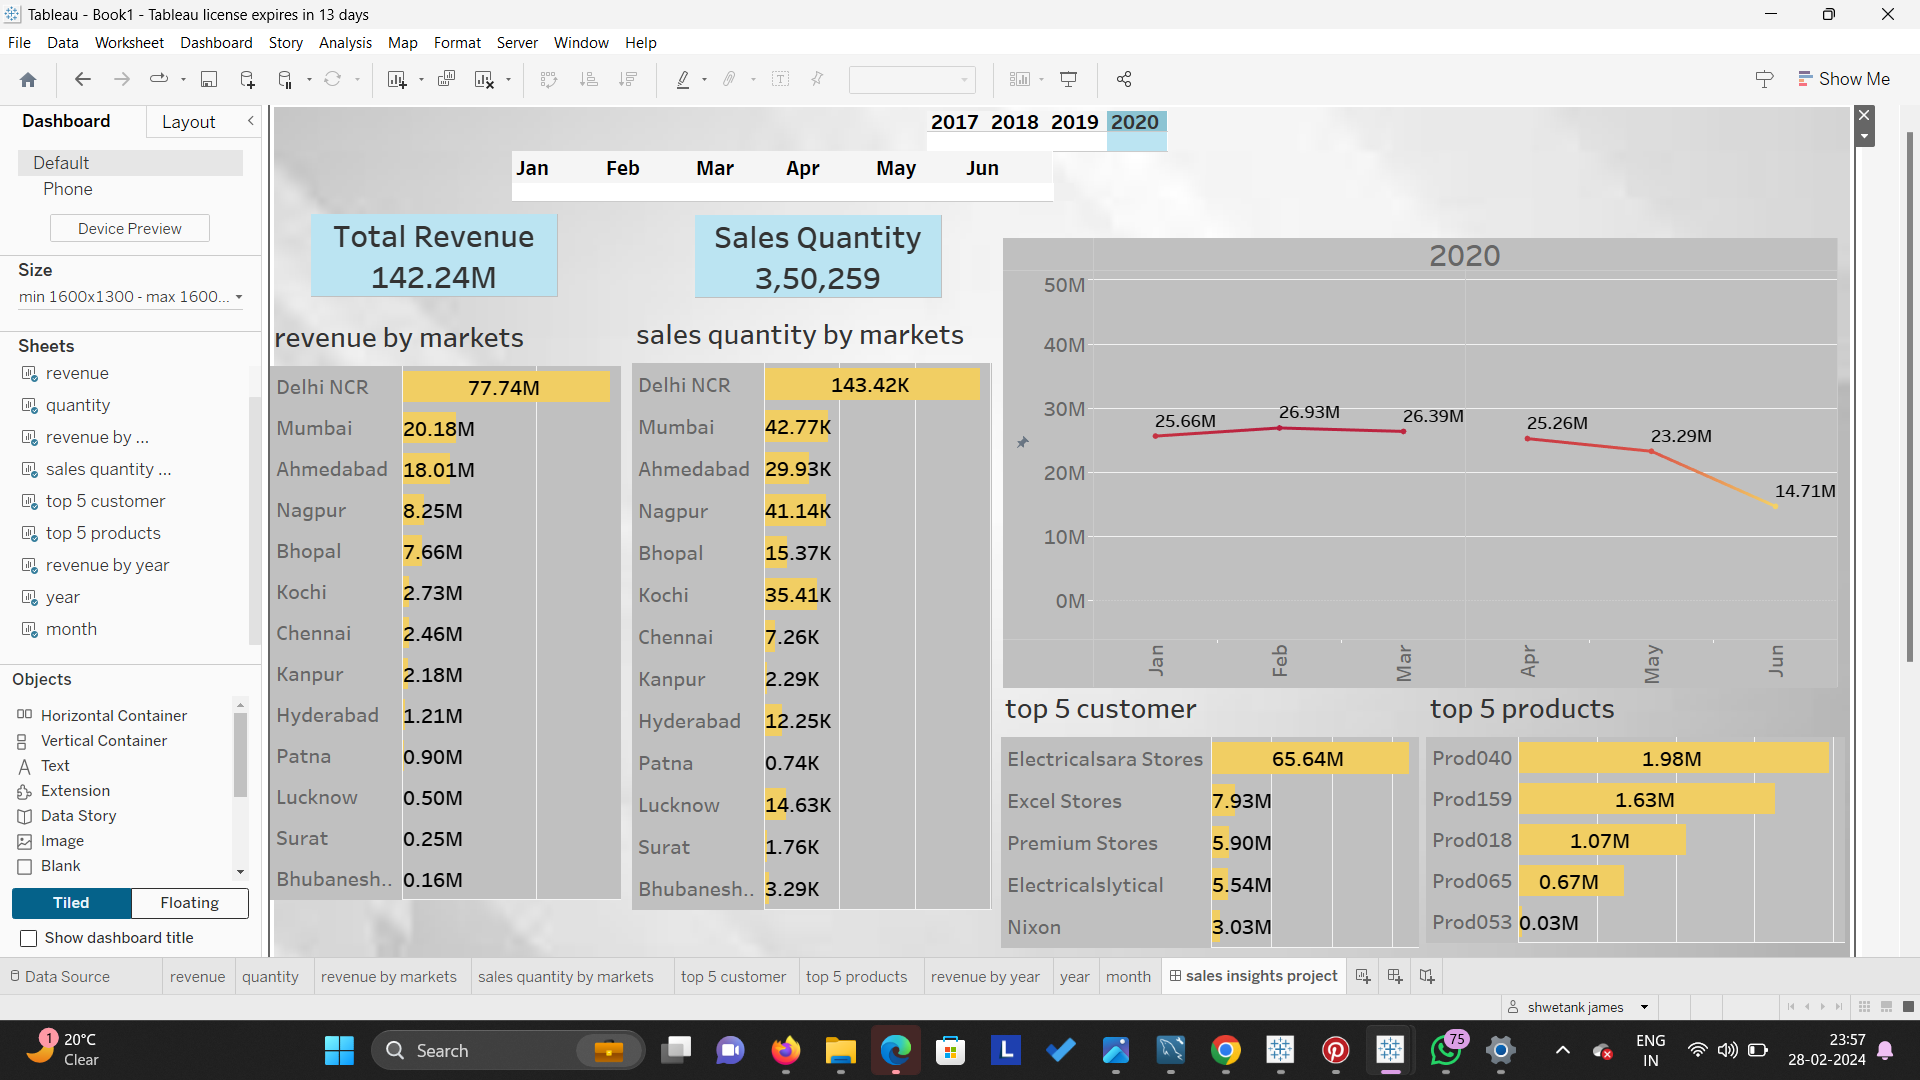 Tableau - Book1 - Tableau license expires in 13 days
File Data Worksheet Dashboard Story Analysis Map Format Server Window Help
Show Me
Dashboard Layout
Default
Phone
Device Preview
Size
min 1600x1300 - max 1600...
Sheets
revenue
quantity
revenue by ...
sales quantity ...
top 5 customer
top 5 products
revenue by year
year
month
Objects
Horizontal Container
Vertical Container
Text
Extension
Data Story
Image
Blank
Tiled Floating
Show dashboard title
2017 2018 2019 2020
Jan Feb Mar Apr May Jun
Total Revenue
142.24M
Sales Quantity
3,50,259
revenue by markets
Delhi NCR 77.74M
Mumbai 20.18M
Ahmedabad 18.01M
Nagpur 8.25M
Bhopal 7.66M
Kochi 2.73M
Chennai 2.46M
Kanpur 2.18M
Hyderabad 1.21M
Patna 0.90M
Lucknow 0.50M
Surat 0.25M
Bhubanesh.. 0.16M
sales quantity by markets
Delhi NCR 143.42K
Mumbai 42.77K
Ahmedabad 29.93K
Nagpur 41.14K
Bhopal 15.37K
Kochi 35.41K
Chennai 7.26K
Kanpur 2.29K
Hyderabad 12.25K
Patna 0.74K
Lucknow 14.63K
Surat 1.76K
Bhubanesh.. 3.29K
2020
50M
40M
30M
20M
10M
0M
25.66M 26.93M 26.39M 25.26M 23.29M 14.71M
Jan Feb Mar Apr May Jun
top 5 customer
Electricalsara Stores 65.64M
Excel Stores 7.93M
Premium Stores 5.90M
Electricalslytical 5.54M
Nixon 3.03M
top 5 products
Prod040 1.98M
Prod159 1.63M
Prod018 1.07M
Prod065 0.67M
Prod053 0.03M
Data Source revenue quantity revenue by markets sales quantity by markets top 5 customer top 5 products revenue by year year month sales insights project
shwetank james
1
20°C
Clear
Search
L
75
ENG
IN
23:57
28-02-2024